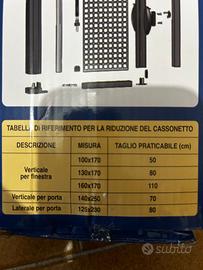 TABELLA DI RIFERIMENTO PER LA RIDUZIONE DEL CASSONETTO
DESCRIZIONE MISURA TAGLIO PRATICABILE (cm)
Verticale per finestra
100x170 50
130x170 80
160x170 110
Verticale per porta 140x250 70
Laterale per porta 125x230 80
subito